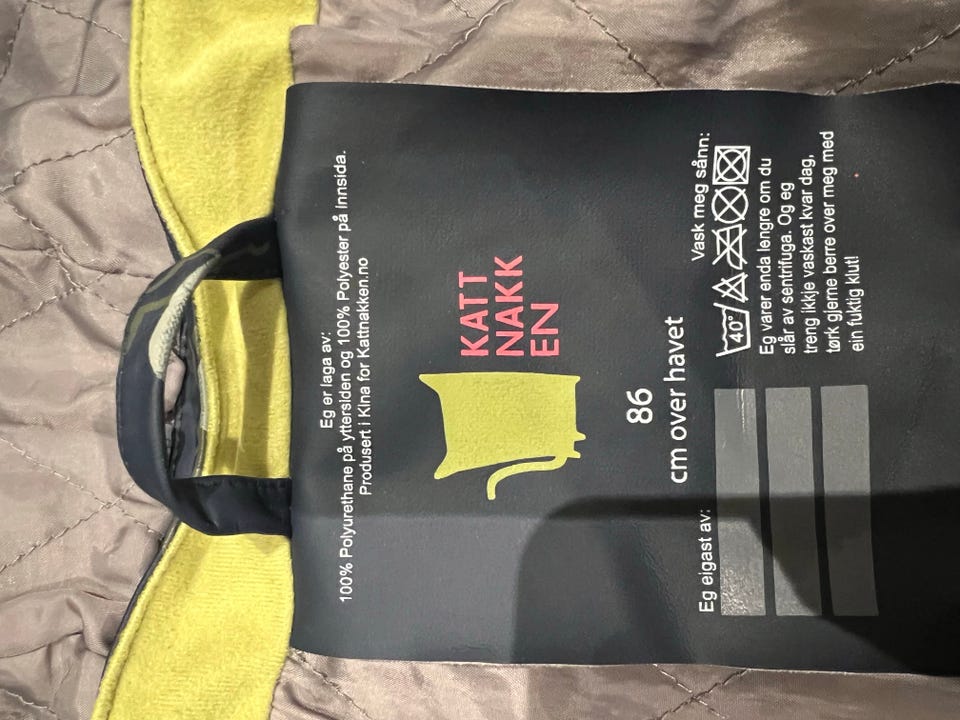 Eg er laga av:
100% Polyurethane på yttersiden og 100% Polyester på innsida.
Produsert i Kina for Kattnakken.no
KATT
NAKK
EN
86
cm over havet
Eg eigast av:
Vask meg sånn:
40°
Eg varer enda lengre om du
slår av sentrifuga. Og eg
treng ikkje vaskast kvar dag,
tørk gjerne berre over meg med
ein fuktig klut!